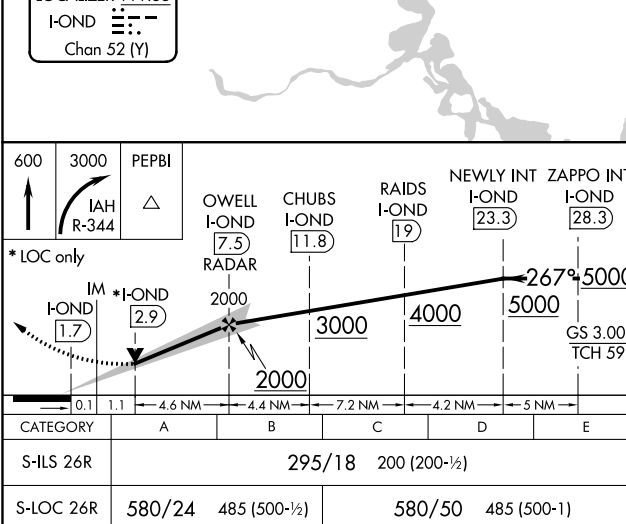 I-OND
Chan 52 (Y)
600
3000
PEPBI
IAH
R-344
OWELL
I-OND
7.5
RADAR
CHUBS
I-OND
11.8
RAIDS
I-OND
19
NEWLY INT
I-OND
23.3
ZAPPO INT
I-OND
28.3
* LOC only
I-OND
1.7
IM
*I-OND
2.9
2000
2000
3000
4000
5000
267°
5000
GS 3.00
TCH 59
0.1
1.1
4.6 NM
4.4 NM
7.2 NM
4.2 NM
5 NM
CATEGORY A B C D E
S-ILS 26R 295/18 200 (200-½)
S-LOC 26R 580/24 485 (500-½) 580/50 485 (500-1)